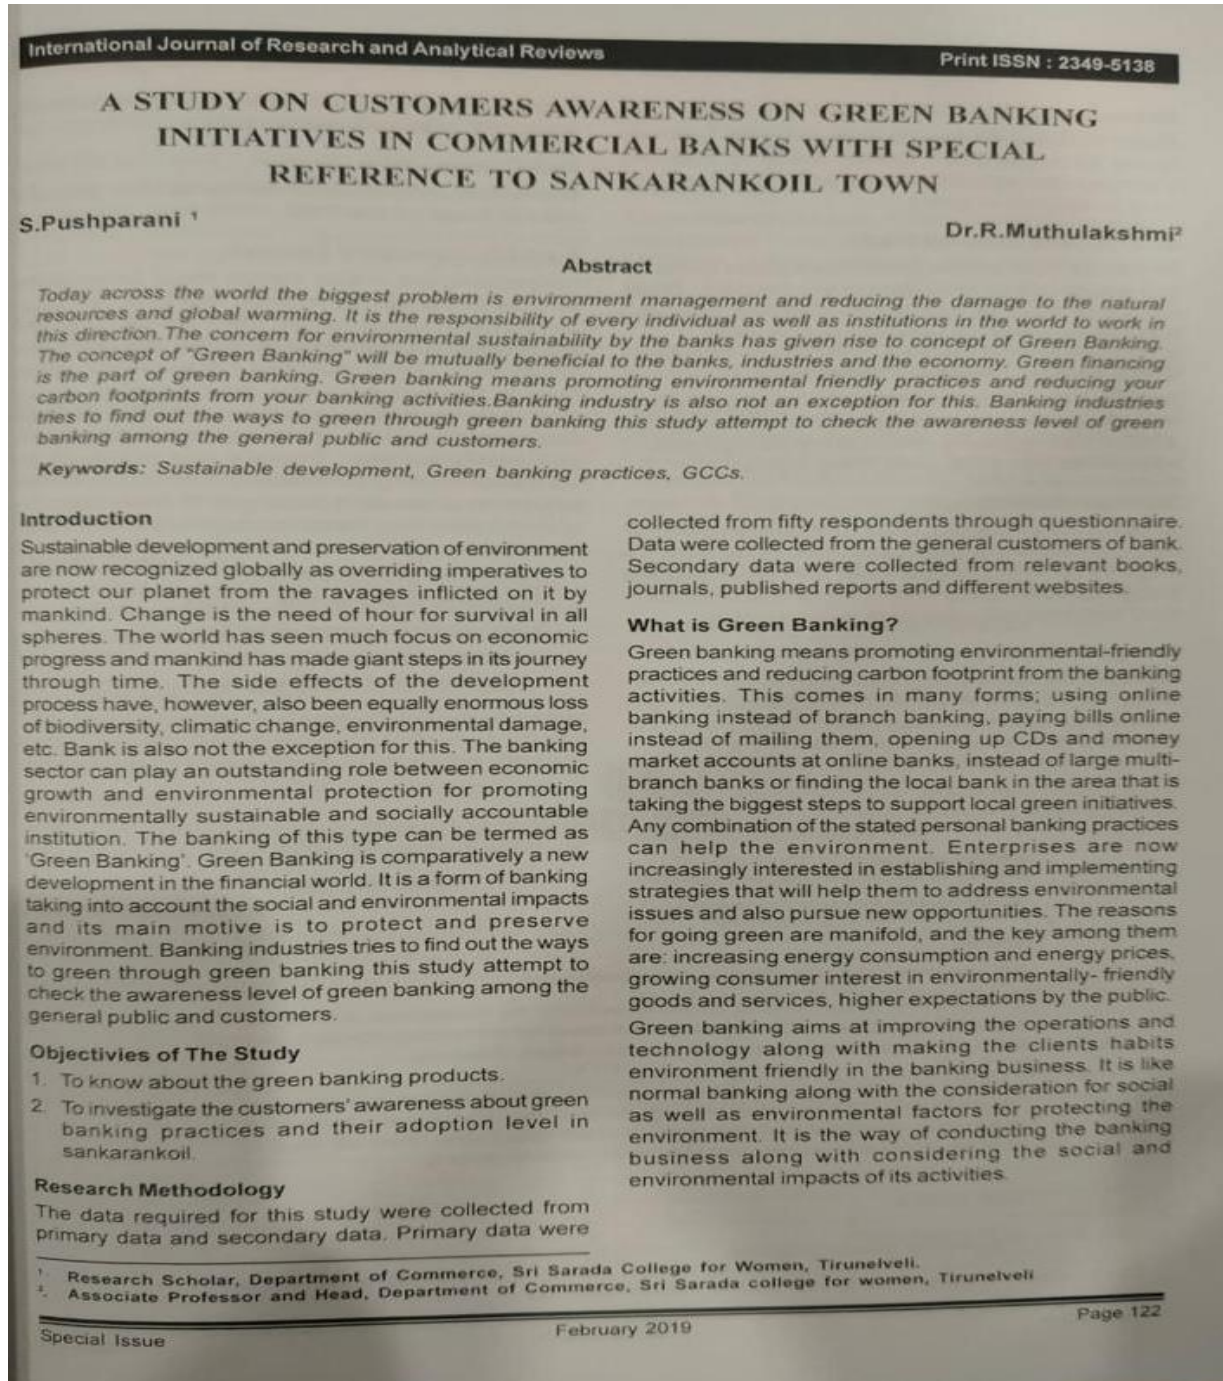 International Journal of Research and Analytical Reviews
Print ISSN : 2349-5138
A STUDY ON CUSTOMERS AWARENESS ON GREEN BANKING
INITIATIVES IN COMMERCIAL BANKS WITH SPECIAL
REFERENCE TO SANKARANKOIL TOWN
S.Pushparani ¹
Dr.R.Muthulakshmi²
Abstract
Today across the world the biggest problem is environment management and reducing the damage to the natural
resources and global warming. It is the responsibility of every individual as well as institutions in the world to work in
this direction.The concern for environmental sustainability by the banks has given rise to concept of Green Banking.
The concept of "Green Banking" will be mutually beneficial to the banks, industries and the economy. Green financing
is the part of green banking. Green banking means promoting environmental friendly practices and reducing your
carbon footprints from your banking activities.Banking industry is also not an exception for this. Banking industries
tries to find out the ways to green through green banking this study attempt to check the awareness level of green
banking among the general public and customers.
Keywords: Sustainable development, Green banking practices, GCCs.
Introduction
Sustainable development and preservation of environment
are now recognized globally as overriding imperatives to
protect our planet from the ravages inflicted on it by
mankind. Change is the need of hour for survival in all
spheres. The world has seen much focus on economic
progress and mankind has made giant steps in its journey
through time. The side effects of the development
process have, however, also been equally enormous loss
of biodiversity, climatic change, environmental damage,
etc. Bank is also not the exception for this. The banking
sector can play an outstanding role between economic
growth and environmental protection for promoting
environmentally sustainable and socially accountable
institution. The banking of this type can be termed as
'Green Banking'. Green Banking is comparatively a new
development in the financial world. It is a form of banking
taking into account the social and environmental impacts
and its main motive is to protect and preserve
environment. Banking industries tries to find out the ways
to green through green banking this study attempt to
check the awareness level of green banking among the
general public and customers.
Objectivies of The Study
1. To know about the green banking products.
2. To investigate the customers' awareness about green
banking practices and their adoption level in
sankarankoil.
Research Methodology
The data required for this study were collected from
primary data and secondary data. Primary data were
collected from fifty respondents through questionnaire.
Data were collected from the general customers of bank.
Secondary data were collected from relevant books,
journals, published reports and different websites.
What is Green Banking?
Green banking means promoting environmental-friendly
practices and reducing carbon footprint from the banking
activities. This comes in many forms; using online
banking instead of branch banking, paying bills online
instead of mailing them, opening up CDs and money
market accounts at online banks, instead of large multi-
branch banks or finding the local bank in the area that is
taking the biggest steps to support local green initiatives.
Any combination of the stated personal banking practices
can help the environment. Enterprises are now
increasingly interested in establishing and implementing
strategies that will help them to address environmental
issues and also pursue new opportunities. The reasons
for going green are manifold, and the key among them
are: increasing energy consumption and energy prices,
growing consumer interest in environmentally- friendly
goods and services, higher expectations by the public.
Green banking aims at improving the operations and
technology along with making the clients habits
environment friendly in the banking business. It is like
normal banking along with the consideration for social
as well as environmental factors for protecting the
environment. It is the way of conducting the banking
business along with considering the social and
environmental impacts of its activities.
1. Research Scholar, Department of Commerce, Sri Sarada College for Women, Tirunelveli.
2. Associate Professor and Head, Department of Commerce, Sri Sarada college for women, Tirunelveli
Special Issue
February 2019
Page 122